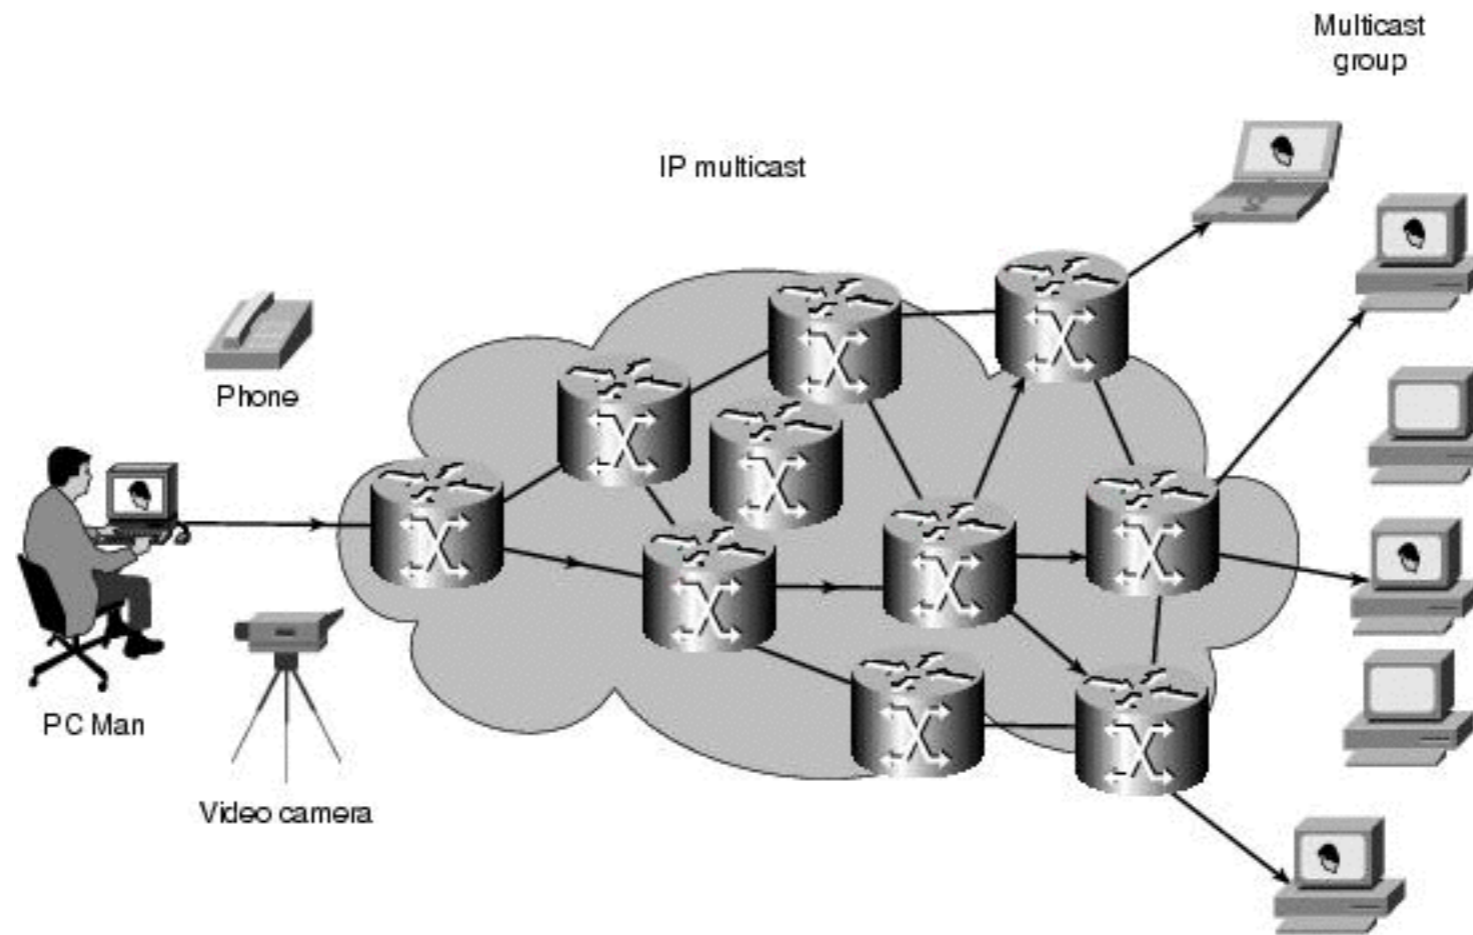 Multicast
group
IP multicast
Phone
PC Man
Video camera